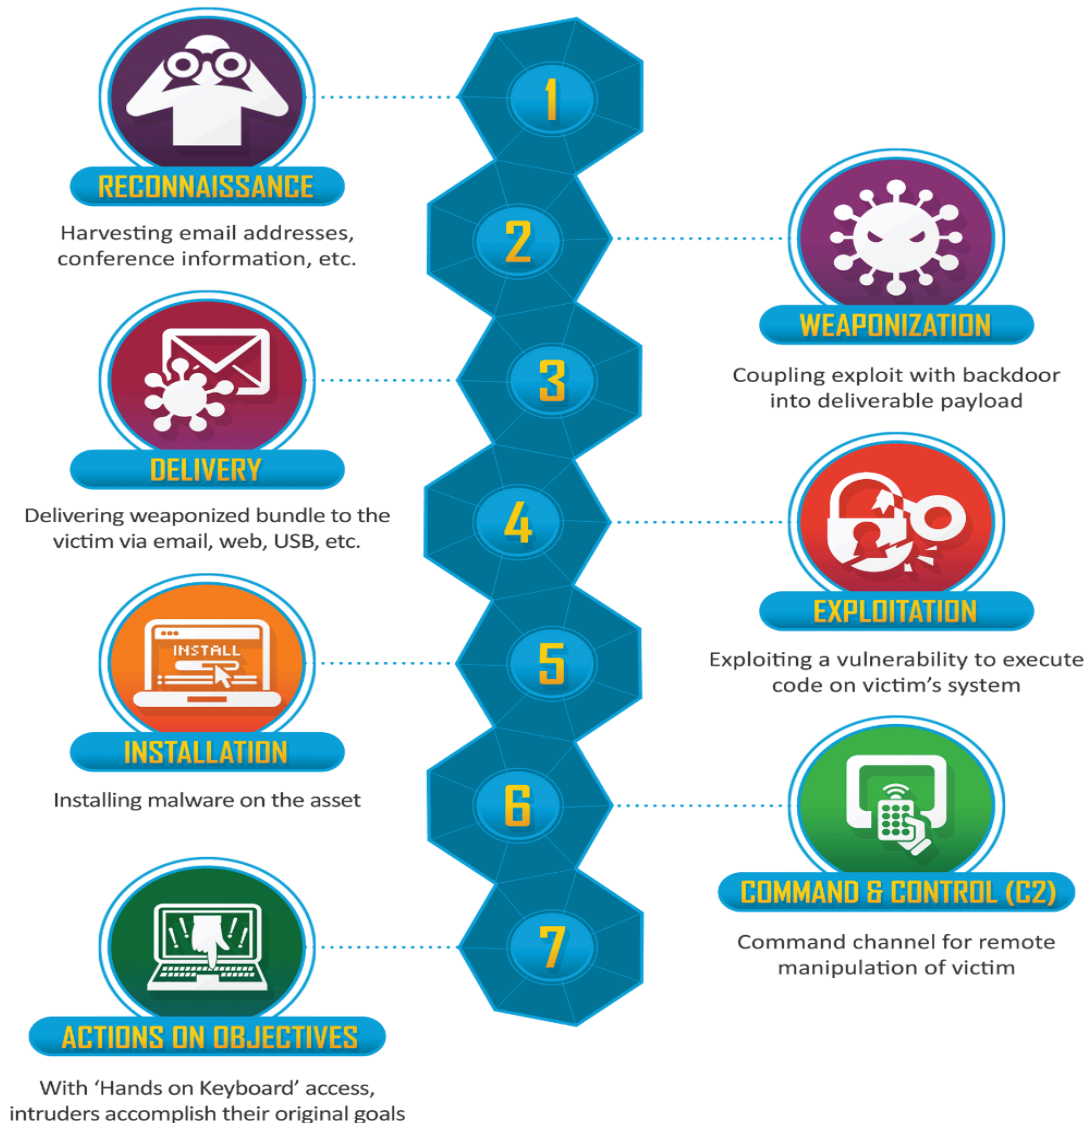 1
RECONNAISSANCE
Harvesting email addresses,
conference information, etc.
2
WEAPONIZATION
Coupling exploit with backdoor
into deliverable payload
3
DELIVERY
Delivering weaponized bundle to the
victim via email, web, USB, etc.
4
EXPLOITATION
Exploiting a vulnerability to execute
code on victim’s system
5
INSTALL
INSTALLATION
Installing malware on the asset
6
COMMAND & CONTROL (C2)
Command channel for remote
manipulation of victim
7
ACTIONS ON OBJECTIVES
With ‘Hands on Keyboard’ access,
intruders accomplish their original goals